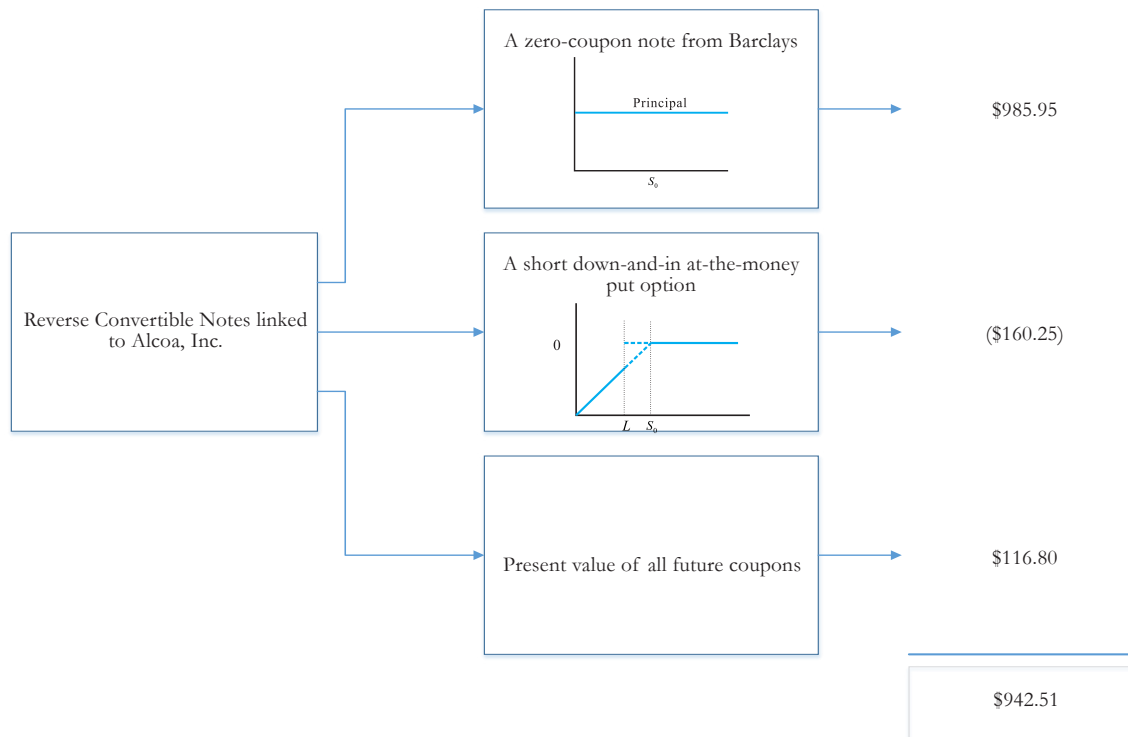 A zero-coupon note from Barclays
Principal
S₀
$985.95
Reverse Convertible Notes linked
to Alcoa, Inc.
A short down-and-in at-the-money
put option
0
L S₀
($160.25)
Present value of all future coupons
$116.80
$942.51